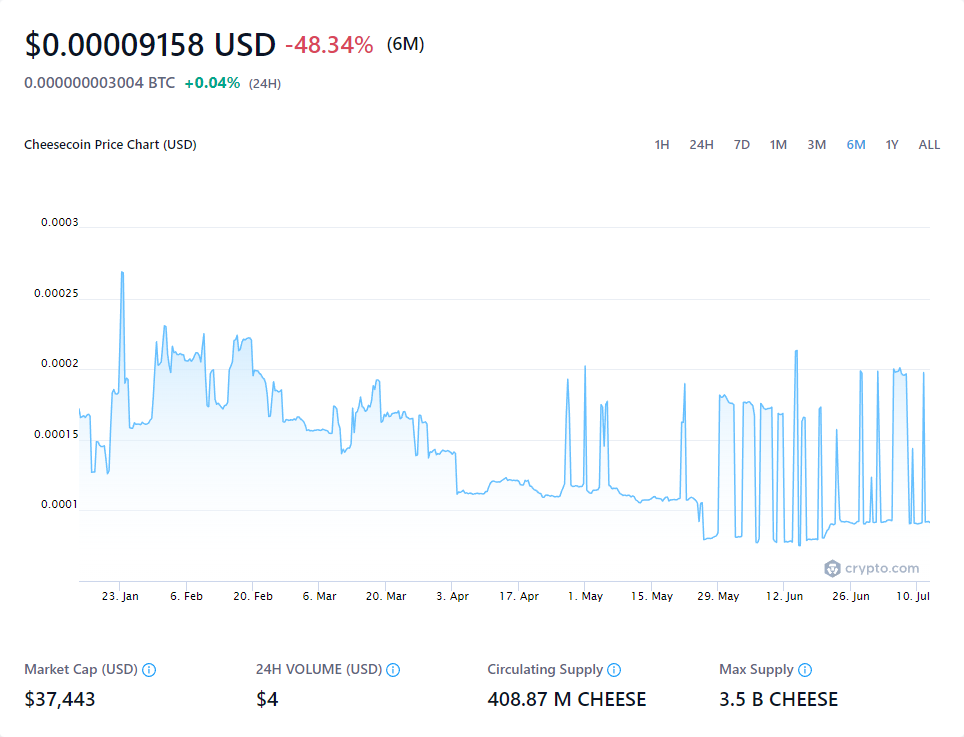 $0.00009158 USD -48.34% (6M)
0.000000003004 BTC +0.04% (24H)
Cheesecoin Price Chart (USD) 1H 24H 7D 1M 3M 6M 1Y ALL
0.0003
0.00025
0.0002
0.00015
0.0001
crypto.com
23. Jan 6. Feb 20. Feb 6. Mar 20. Mar 3. Apr 17. Apr 1. May 15. May 29. May 12. Jun 26. Jun 10. Jul
Market Cap (USD) 24H VOLUME (USD) Circulating Supply Max Supply
$37,443 $4 408.87 M CHEESE 3.5 B CHEESE